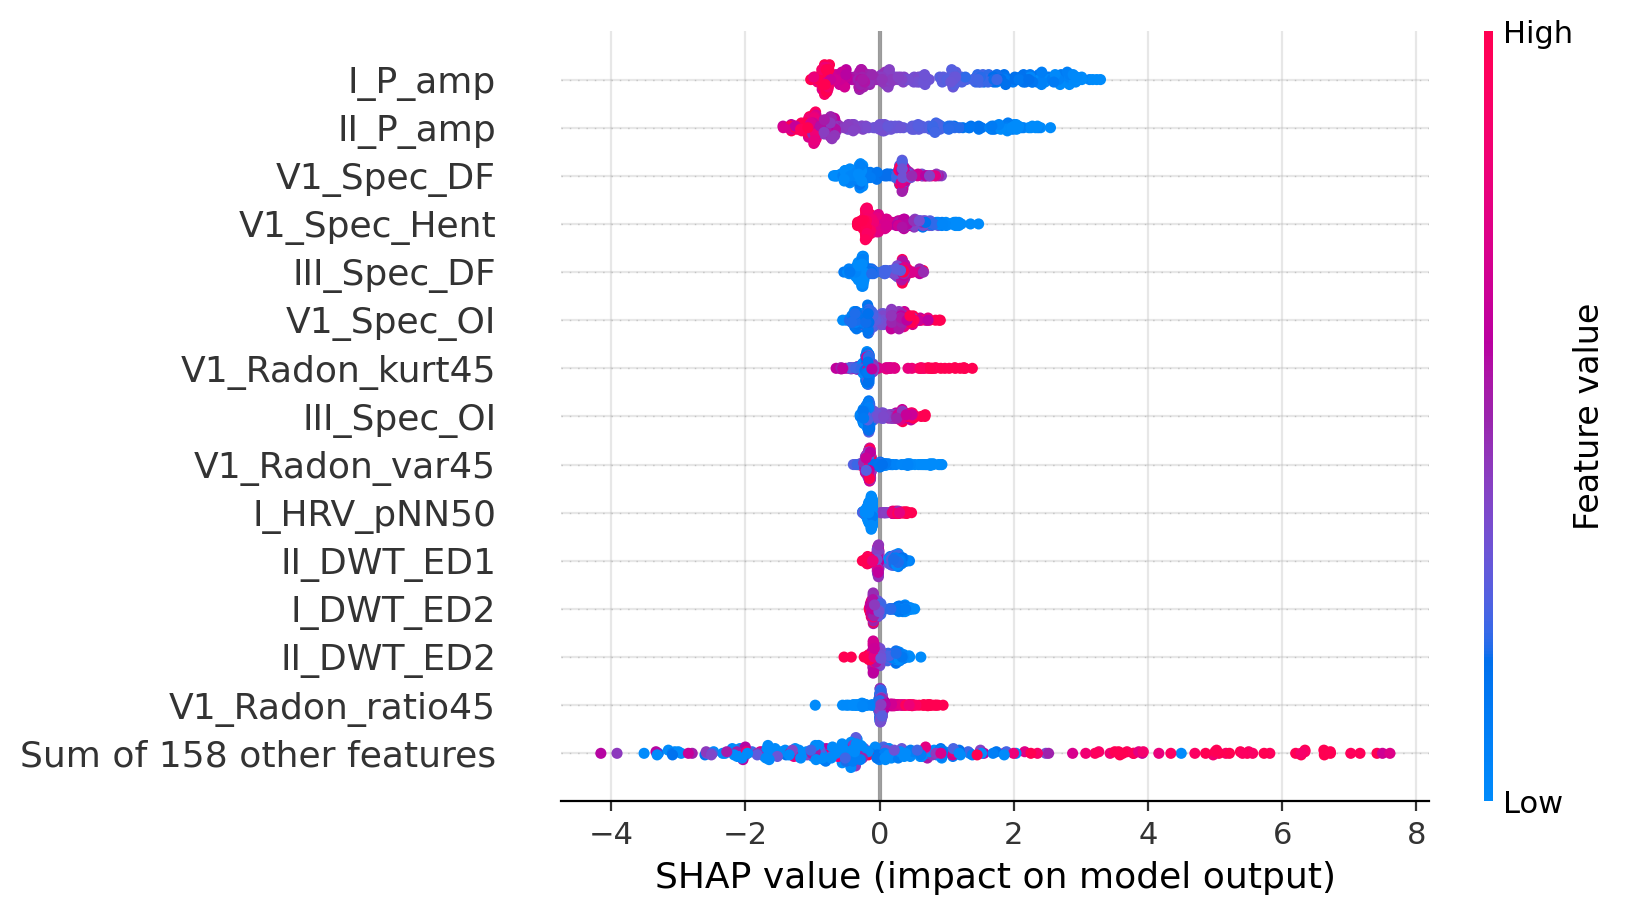 High
I_P_amp
II_P_amp
V1_Spec_DF
V1_Spec_Hent
III_Spec_DF
V1_Spec_OI
V1_Radon_kurt45
III_Spec_OI
V1_Radon_var45
I_HRV_pNN50
II_DWT_ED1
I_DWT_ED2
II_DWT_ED2
V1_Radon_ratio45
Sum of 158 other features
Feature value
Low
−4 −2 0 2 4 6 8
SHAP value (impact on model output)